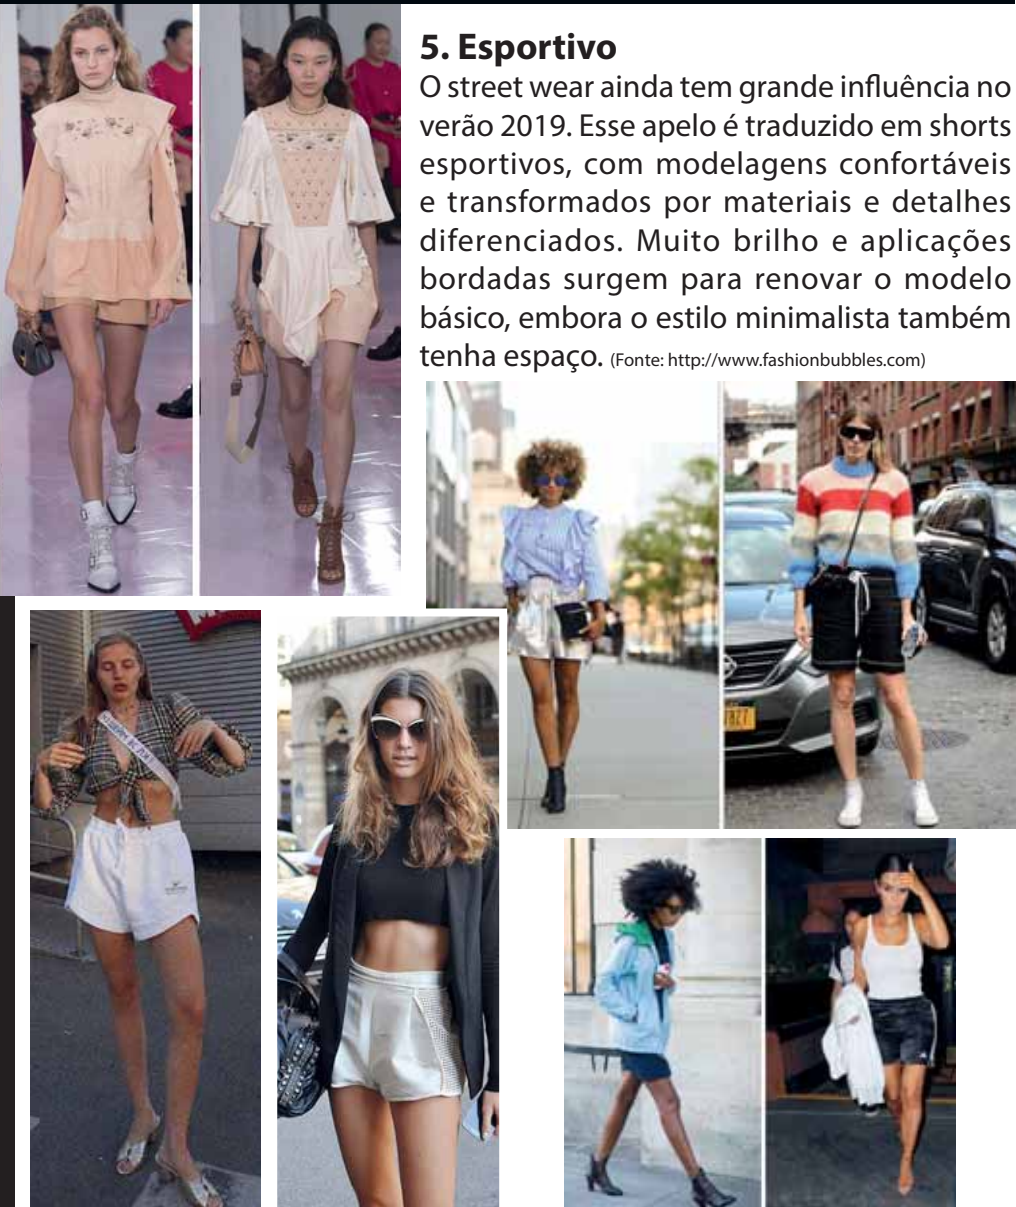 5. Esportivo
O street wear ainda tem grande influência no
verão 2019. Esse apelo é traduzido em shorts
esportivos, com modelagens confortáveis
e transformados por materiais e detalhes
diferenciados. Muito brilho e aplicações
bordadas surgem para renovar o modelo
básico, embora o estilo minimalista também
tenha espaço. (Fonte: http://www.fashionbubbles.com)